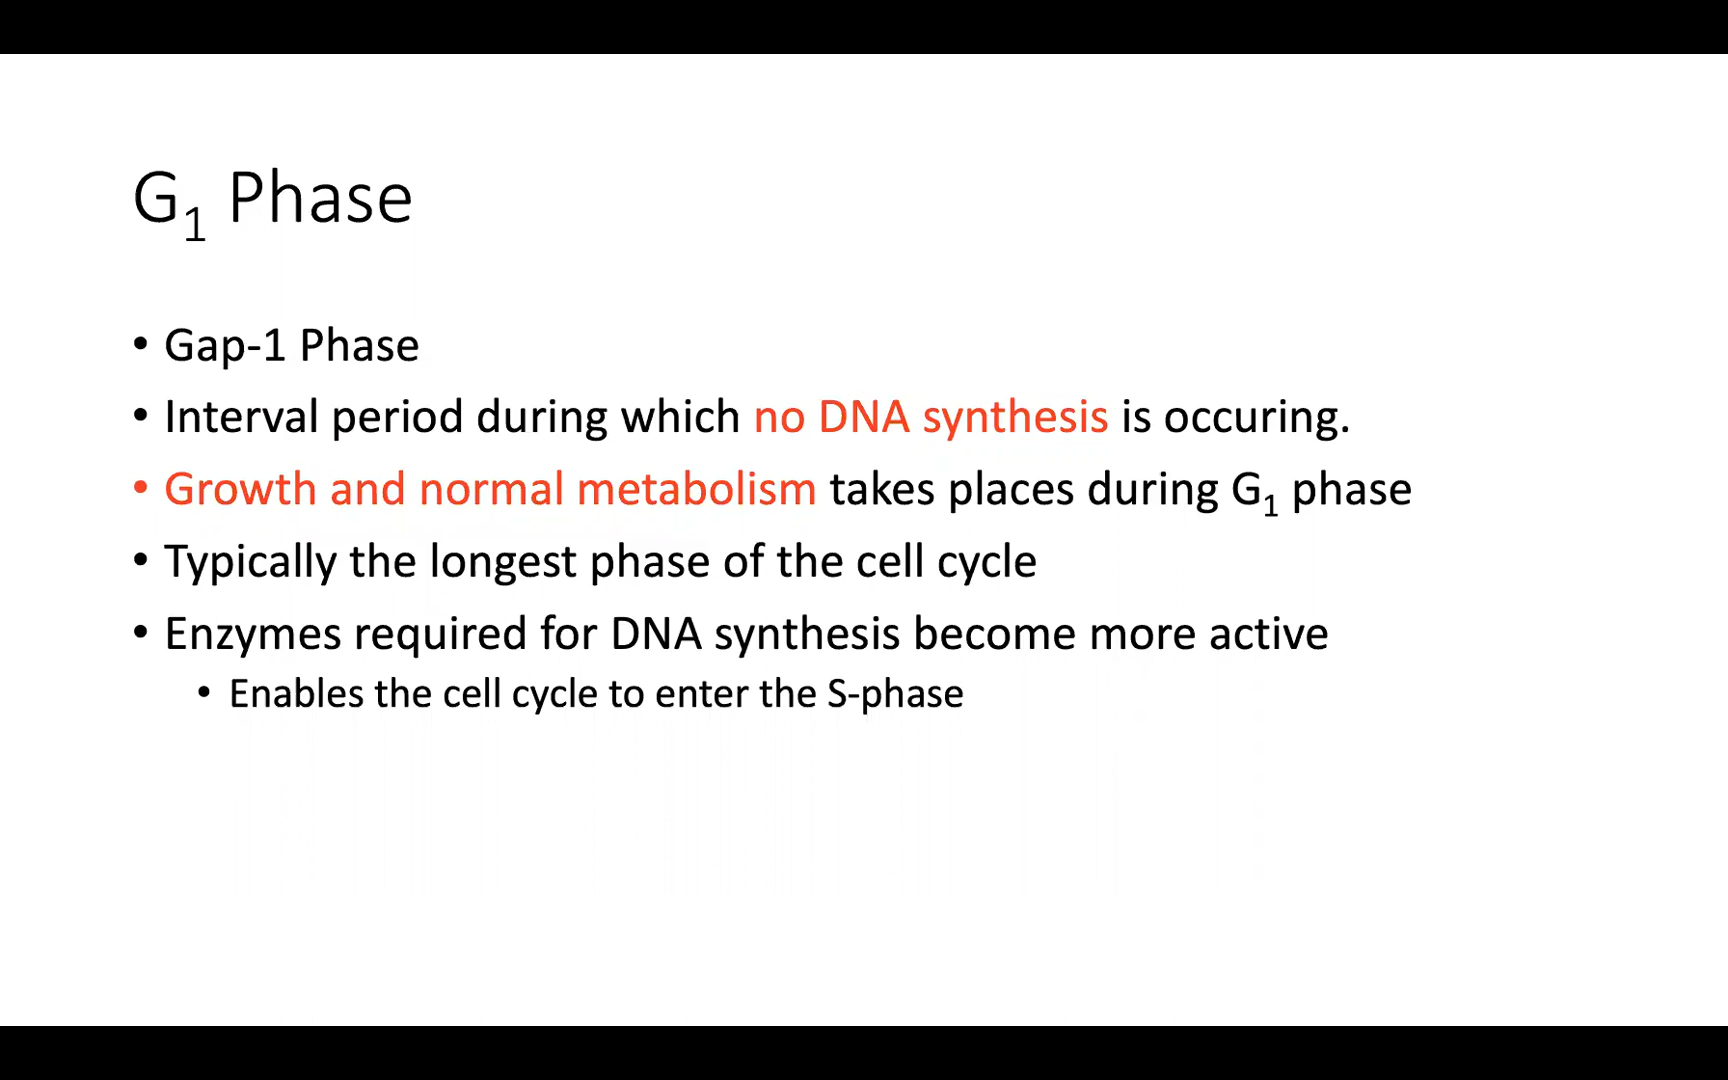 G₁ Phase
• Gap-1 Phase
• Interval period during which no DNA synthesis is occuring.
• Growth and normal metabolism takes places during G₁ phase
• Typically the longest phase of the cell cycle
• Enzymes required for DNA synthesis become more active
• Enables the cell cycle to enter the S-phase